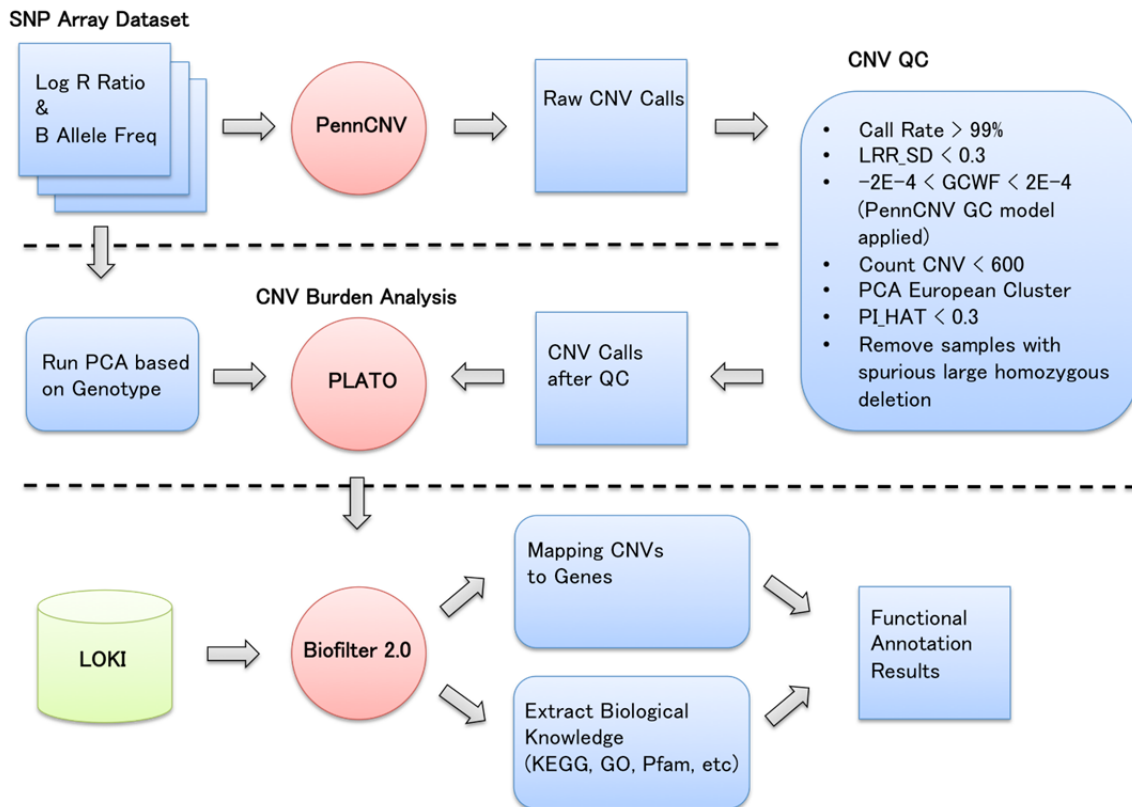 SNP Array Dataset
Log R Ratio
&
B Allele Freq
PennCNV
Raw CNV Calls
CNV QC
• Call Rate > 99%
• LRR_SD < 0.3
• -2E-4 < GCWF < 2E-4
(PennCNV GC model
applied)
• Count CNV < 600
• PCA European Cluster
• PI_HAT < 0.3
• Remove samples with
spurious large homozygous
deletion
CNV Burden Analysis
Run PCA based
on Genotype
PLATO
CNV Calls
after QC
LOKI
Biofilter 2.0
Mapping CNVs
to Genes
Extract Biological
Knowledge
(KEGG, GO, Pfam, etc)
Functional
Annotation
Results